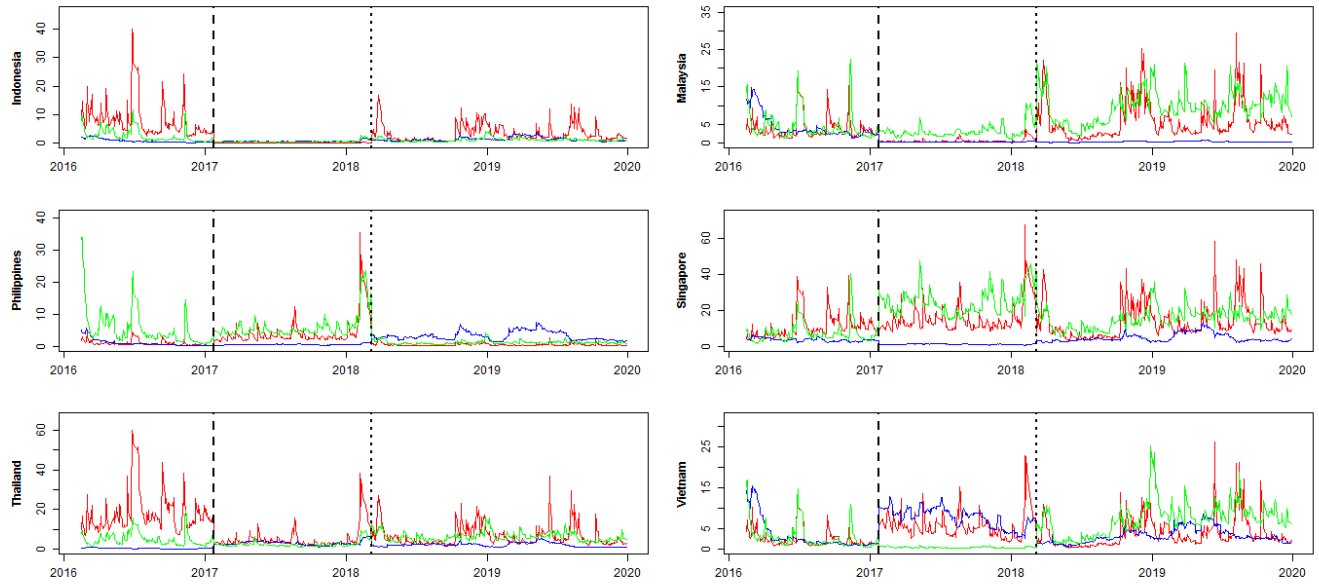 Indonesia
0 10 20 30 40
2016 2017 2018 2019 2020
Malaysia
0 5 15 25 35
2016 2017 2018 2019 2020
Philippines
0 10 20 30 40
2016 2017 2018 2019 2020
Singapore
0 20 40 60
2016 2017 2018 2019 2020
Thailand
0 20 40 60
2016 2017 2018 2019 2020
Vietnam
0 5 15 25
2016 2017 2018 2019 2020